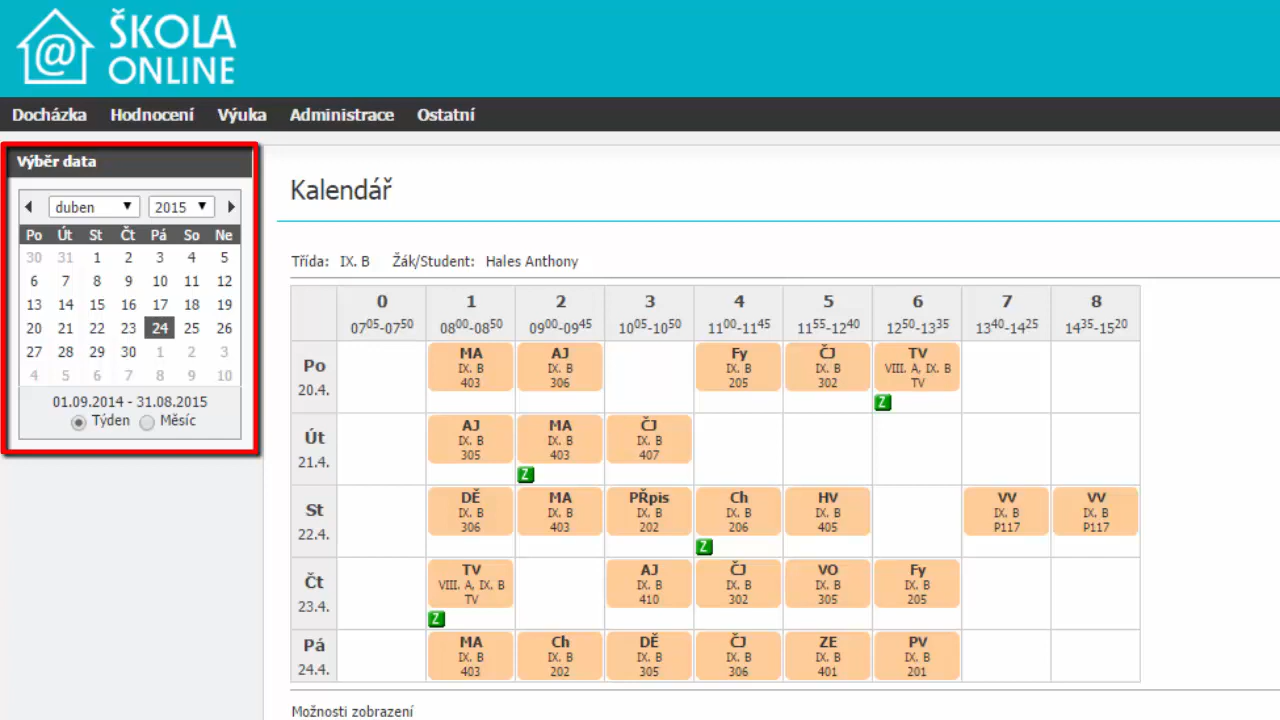 @ ŠKOLA
ONLINE
Docházka Hodnocení Výuka Administrace Ostatní
Výběr data
duben 2015
Po Út St Čt Pá So Ne
30 31 1 2 3 4 5
6 7 8 9 10 11 12
13 14 15 16 17 18 19
20 21 22 23 24 25 26
27 28 29 30 1 2 3
4 5 6 7 8 9 10
01.09.2014 - 31.08.2015
Týden Měsíc
Kalendář
Třída: IX. B Žák/Student: Hales Anthony
0 1 2 3 4 5 6 7 8
07⁰⁵-07⁵⁰ 08⁰⁰-08⁵⁰ 09⁰⁰-09⁴⁵ 10⁰⁵-10⁵⁰ 11⁰⁰-11⁴⁵ 11⁵⁵-12⁴⁰ 12⁵⁰-13³⁵ 13⁴⁰-14²⁵ 14³⁵-15²⁰
Po
20.4.
MA AJ Fy ČJ TV
IX. B IX. B IX. B IX. B VIII. A, IX. B
403 306 205 302 TV
Z
Út
21.4.
AJ MA ČJ
IX. B IX. B IX. B
305 403 407
Z
St
22.4.
DĚ MA PŘpis Ch HV VV VV
IX. B IX. B IX. B IX. B IX. B IX. B IX. B
306 403 202 206 405 P117 P117
Z
Čt
23.4.
TV AJ ČJ VO Fy
VIII. A, IX. B IX. B IX. B IX. B IX. B
TV 410 302 305 205
Z
Pá
24.4.
MA Ch DĚ ČJ ZE PV
IX. B IX. B IX. B IX. B IX. B IX. B
403 202 305 306 401 201
Možnosti zobrazení